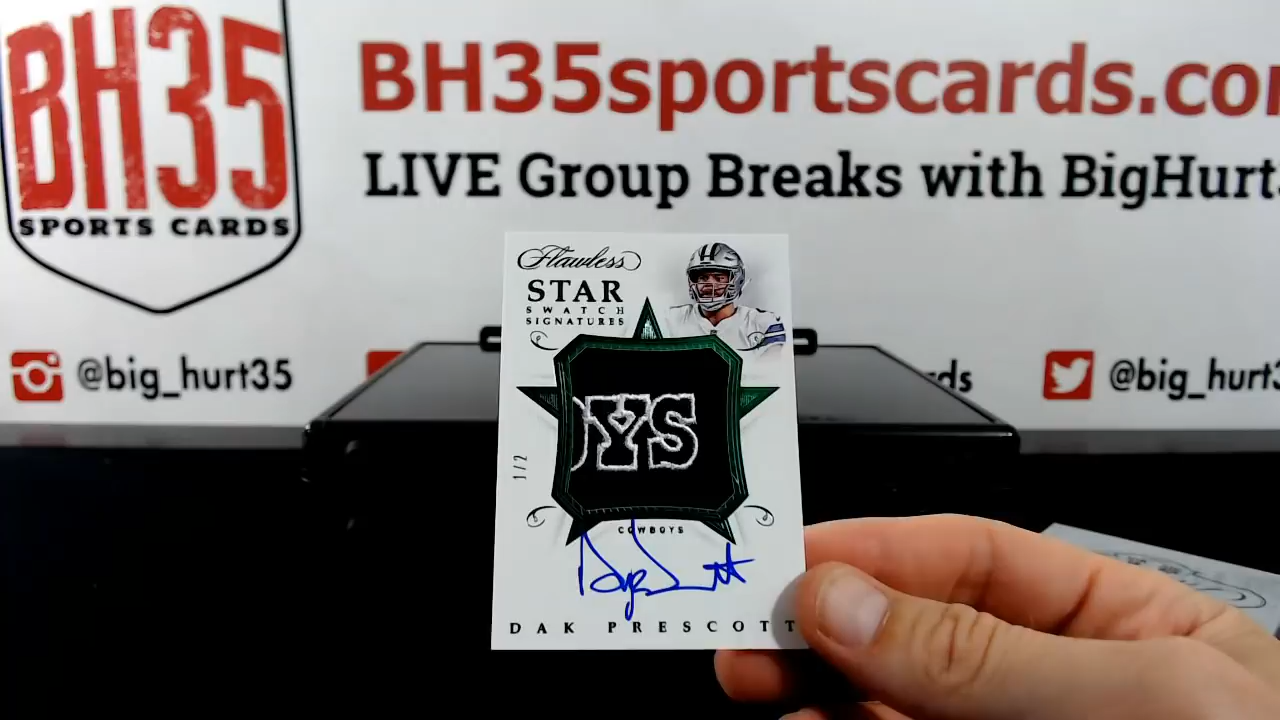 BH35
SPORTS CARDS
BH35sportscards.co
LIVE Group Breaks with BigHurt
@big_hurt35
ds
@big_hurt3
Flawless
STAR
SWATCH
SIGNATURES
YS
1/2
COWBOYS
DAK PRESCOTT